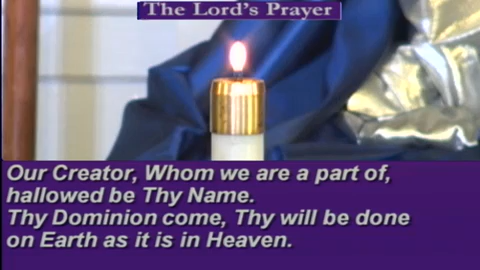 The Lord's Prayer
Our Creator, Whom we are a part of,
hallowed be Thy Name.
Thy Dominion come, Thy will be done
on Earth as it is in Heaven.